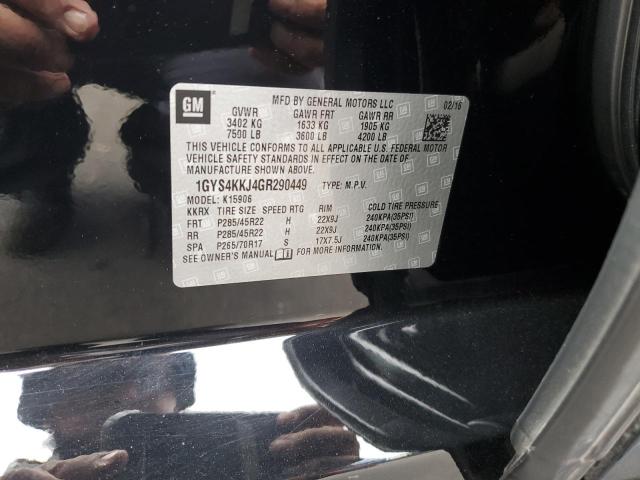 GM
MFD BY GENERAL MOTORS LLC 02/16
GVWR GAWR FRT GAWR RR
3402 KG 1633 KG 1905 KG
7500 LB 3600 LB 4200 LB
THIS VEHICLE CONFORMS TO ALL APPLICABLE U.S. FEDERAL MOTOR
VEHICLE SAFETY STANDARDS IN EFFECT ON THE DATE OF
MANUFACTURE SHOWN ABOVE.
1GYS4KKJ4GR290449 TYPE: M.P.V.
MODEL: K15906
KKRX TIRE SIZE SPEED RTG RIM COLD TIRE PRESSURE
FRT P285/45R22 H 22X9J 240KPA(35PSI)
RR P285/45R22 H 22X9J 240KPA(35PSI)
SPA P265/70R17 S 17X7.5J 240KPA(35PSI)
SEE OWNER'S MANUAL FOR MORE INFORMATION.